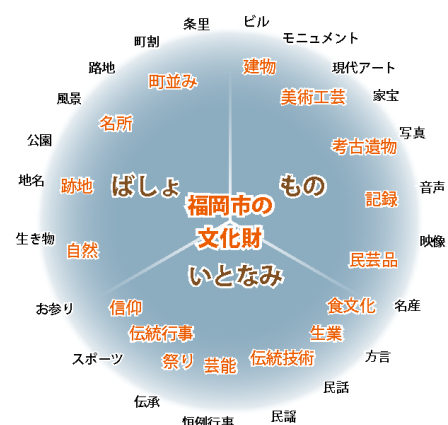 条里
ビル
町割
モニュメント
路地
町並み
建物
現代アート
風景
美術工芸
家宝
名所
公園
写真
考古遺物
地名
跡地
ばしょ
もの
記録
音声
福岡市の
文化財
生き物
自然
映像
いとなみ
民芸品
お参り
信仰
食文化
名産
伝統行事
生業
スポーツ
祭り
芸能
伝統技術
方言
伝承
民話
恒例行事
民謡